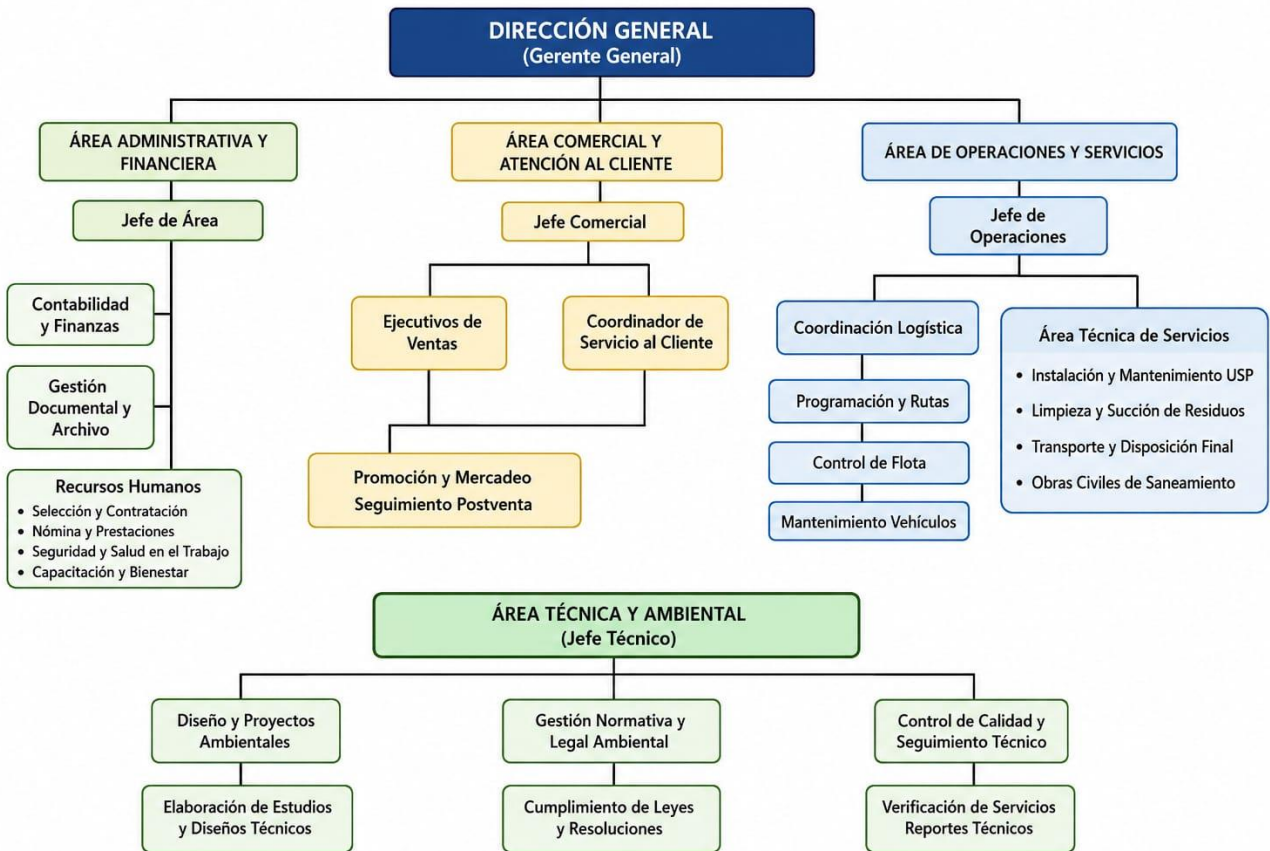 DIRECCIÓN GENERAL
(Gerente General)
ÁREA ADMINISTRATIVA Y
FINANCIERA
Jefe de Área
Contabilidad
y Finanzas
Gestión
Documental y
Archivo
Recursos Humanos
• Selección y Contratación
• Nómina y Prestaciones
• Seguridad y Salud en el Trabajo
• Capacitación y Bienestar
ÁREA COMERCIAL Y
ATENCIÓN AL CLIENTE
Jefe Comercial
Ejecutivos de
Ventas
Coordinador de
Servicio al Cliente
Promoción y Mercadeo
Seguimiento Postventa
ÁREA DE OPERACIONES Y SERVICIOS
Jefe de
Operaciones
Coordinación Logística
Programación y Rutas
Control de Flota
Mantenimiento Vehículos
Área Técnica de Servicios
• Instalación y Mantenimiento USP
• Limpieza y Succión de Residuos
• Transporte y Disposición Final
• Obras Civiles de Saneamiento
ÁREA TÉCNICA Y AMBIENTAL
(Jefe Técnico)
Diseño y Proyectos
Ambientales
Elaboración de Estudios
y Diseños Técnicos
Gestión Normativa y
Legal Ambiental
Cumplimiento de Leyes
y Resoluciones
Control de Calidad y
Seguimiento Técnico
Verificación de Servicios
Reportes Técnicos